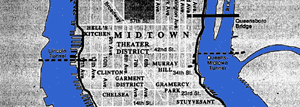 57th
Queensboro
Bridge
HELL'S
KITCHEN
MIDTOWN
THEATER
DISTRICT
42nd St.
Lincoln
Tunnel
MURRAY
HILL
Queens
Midtown
Tunnel
CLINTON
34th St.
GARMENT
DISTRICT
GRAMERCY
PARK
CHELSEA
23rd St.
14th St.
STUYVESANT